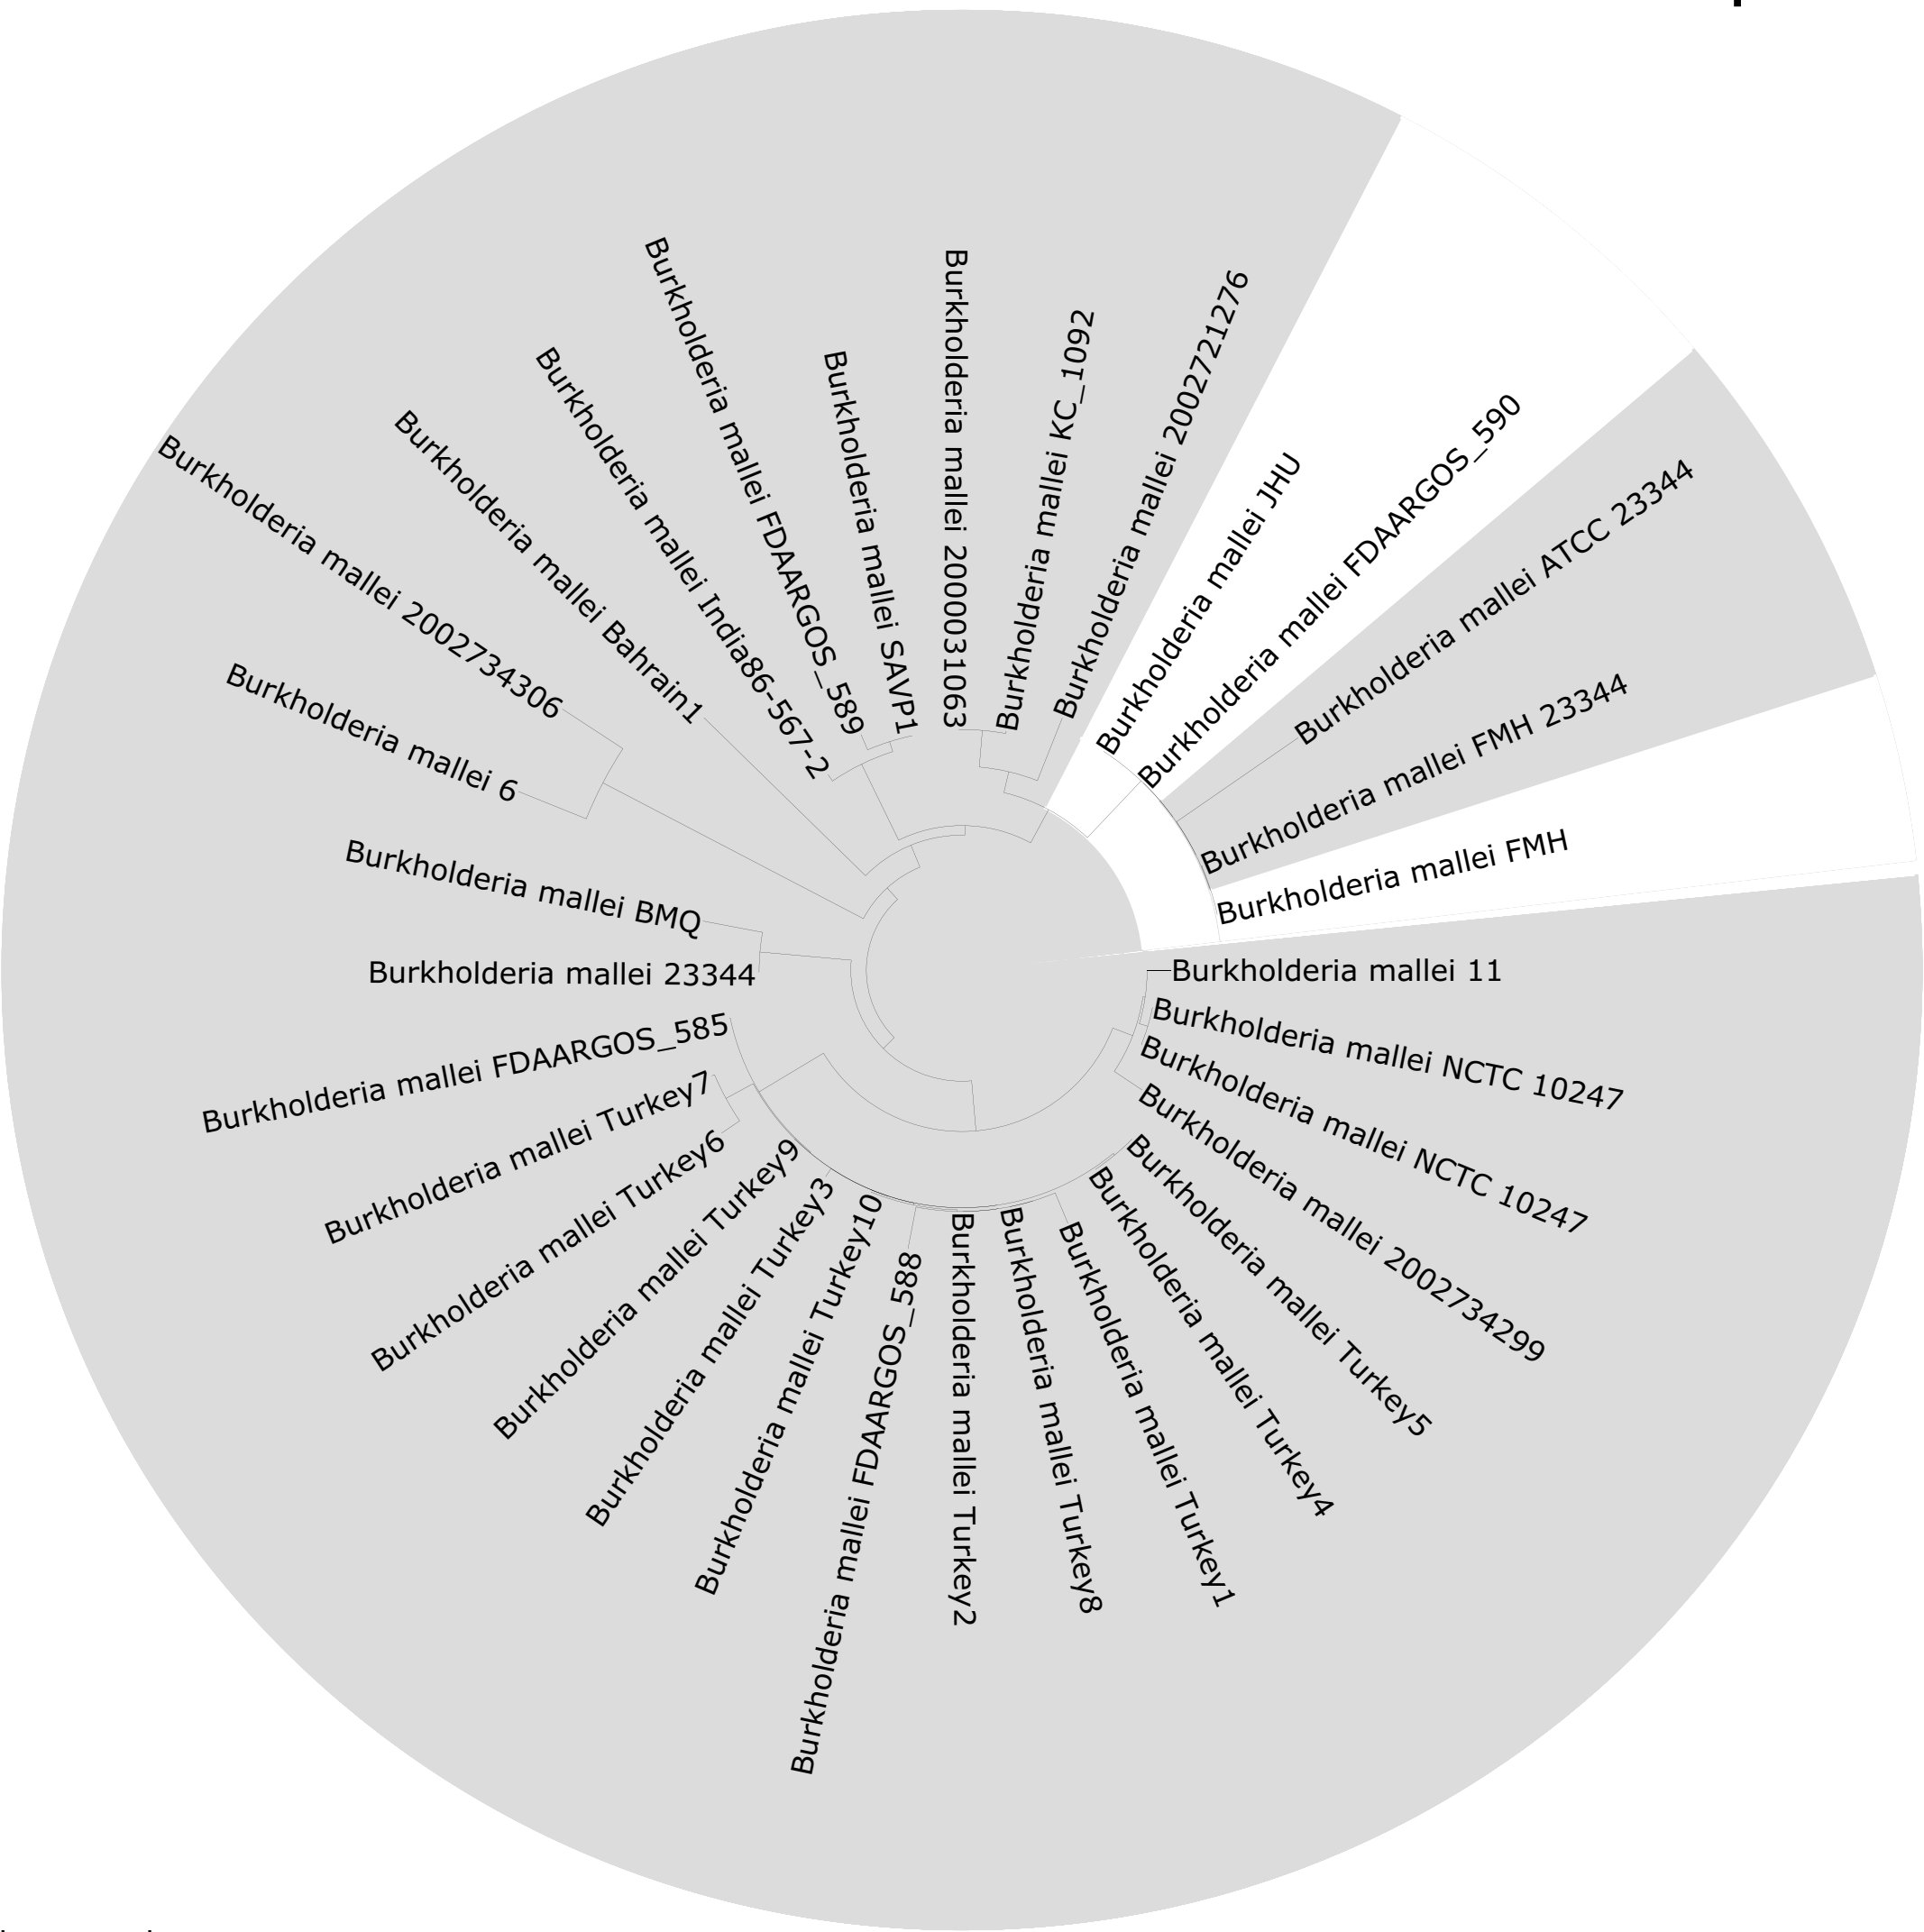 Burkholderia mallei 2000031063
Burkholderia mallei KC_1092
Burkholderia mallei 2002721276
Burkholderia mallei JHU
Burkholderia mallei FDAARGOS_590
Burkholderia mallei ATCC 23344
Burkholderia mallei FMH 23344
Burkholderia mallei FMH
Burkholderia mallei 11
Burkholderia mallei NCTC 10247
Burkholderia mallei NCTC 10247
Burkholderia mallei 2002734299
Burkholderia mallei Turkey5
Burkholderia mallei Turkey4
Burkholderia mallei Turkey1
Burkholderia mallei Turkey8
Burkholderia mallei Turkey2
Burkholderia mallei FDAARGOS_588
Burkholderia mallei Turkey10
Burkholderia mallei Turkey3
Burkholderia mallei Turkey9
Burkholderia mallei Turkey6
Burkholderia mallei Turkey7
Burkholderia mallei FDAARGOS_585
Burkholderia mallei 23344
Burkholderia mallei BMQ
Burkholderia mallei 6
Burkholderia mallei 2002734306
Burkholderia mallei Bahrain1
Burkholderia mallei India86-567-2
Burkholderia mallei FDAARGOS_589
Burkholderia mallei SAVP1